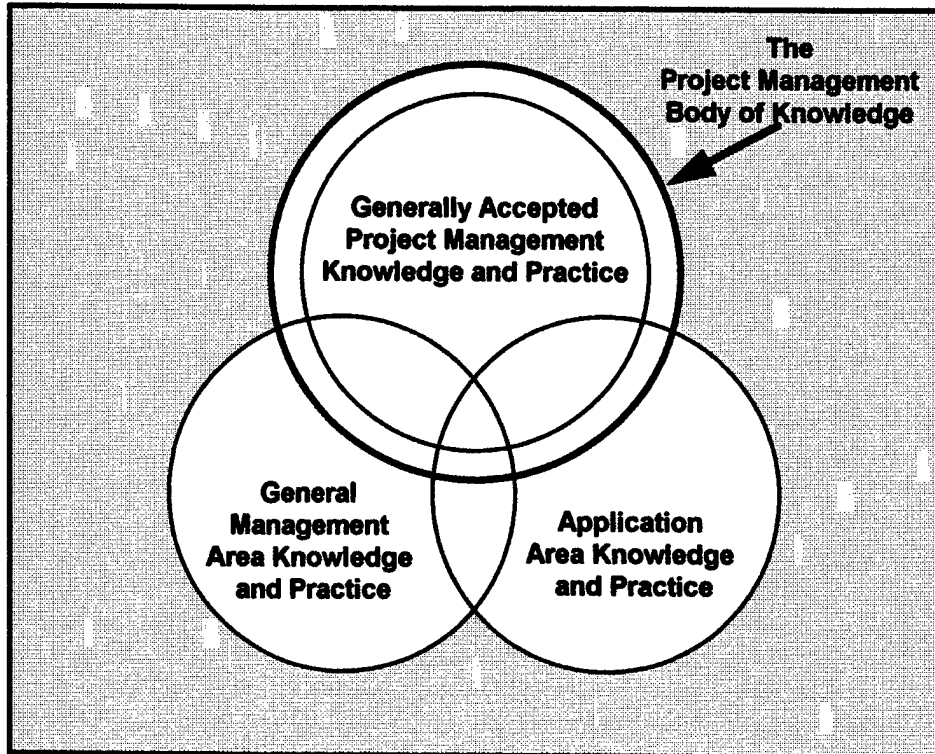 The
Project Management
Body of Knowledge
Generally Accepted
Project Management
Knowledge and Practice
General
Management
Area Knowledge
and Practice
Application
Area Knowledge
and Practice